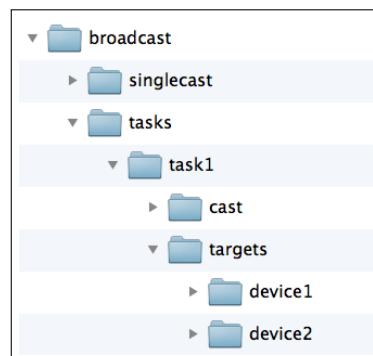 broadcast
singlecast
tasks
task1
cast
targets
device1
device2